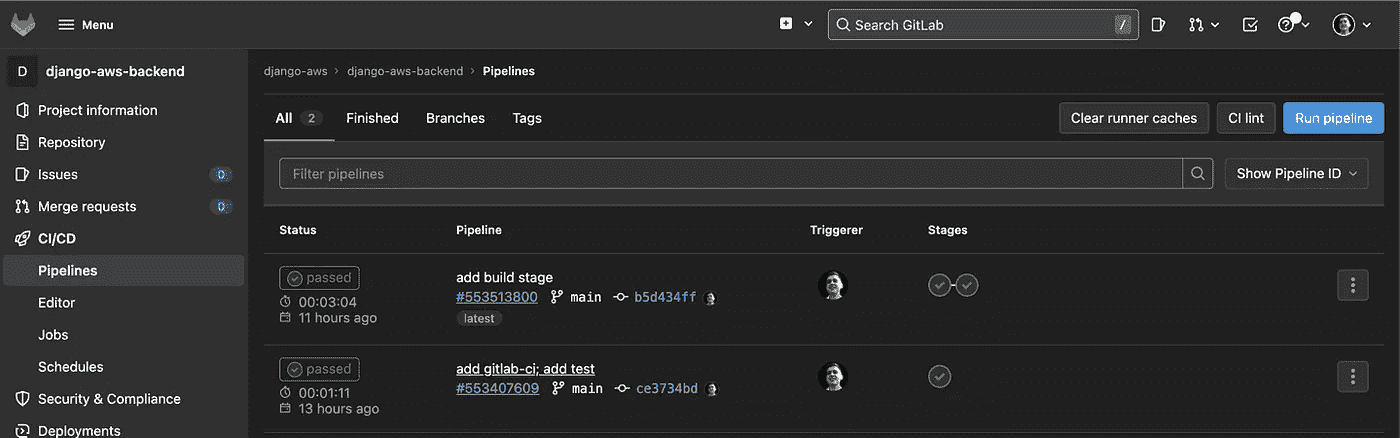 Menu
Search GitLab
/
D
django-aws-backend
django-aws › django-aws-backend › Pipelines
Project information
Repository
Issues 0
Merge requests 0
CI/CD
Pipelines
Editor
Jobs
Schedules
Security & Compliance
Deployments
All 2 Finished Branches Tags
Clear runner caches CI lint Run pipeline
Filter pipelines
Show Pipeline ID
Status Pipeline Triggerer Stages
passed
00:03:04
11 hours ago
add build stage
#553513800 main b5d434ff
latest
passed
00:01:11
13 hours ago
add gitlab-ci; add test
#553407609 main ce3734bd